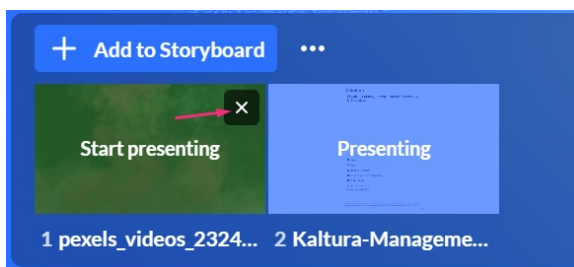 + Add to Storyboard ...
Start presenting
Presenting
1 pexels_videos_2324...
2 Kaltura-Manageme...